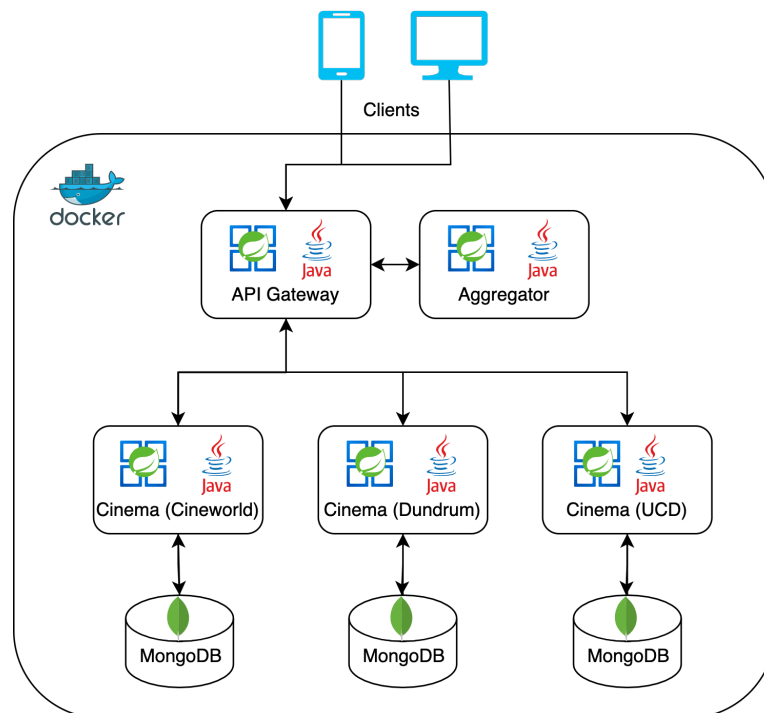 Clients
docker
Java
Java
API Gateway
Aggregator
Java
Java
Java
Cinema (Cineworld)
Cinema (Dundrum)
Cinema (UCD)
MongoDB
MongoDB
MongoDB